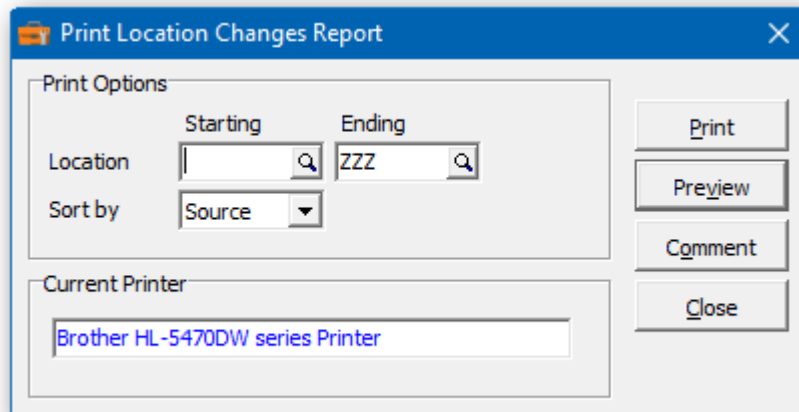 Print Location Changes Report
Print Options
Starting Ending
Location ZZZ
Sort by Source
Print
Preview
Comment
Close
Current Printer
Brother HL-5470DW series Printer